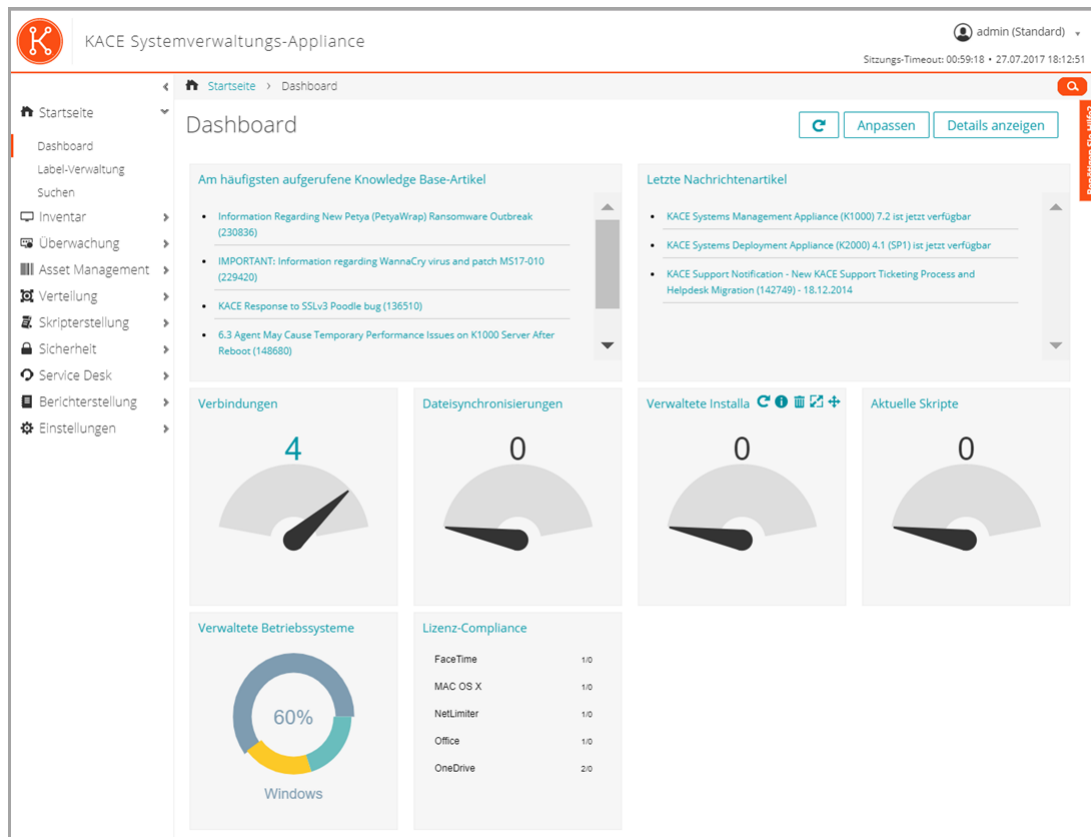 KACE Systemverwaltungs-Appliance
admin (Standard)
Sitzungs-Timeout: 00:59:18 • 27.07.2017 18:12:51
Startseite › Dashboard
Startseite
Dashboard
Label-Verwaltung
Suchen
Inventar
Überwachung
Asset Management
Verteilung
Skripterstellung
Sicherheit
Service Desk
Berichterstellung
Einstellungen
Dashboard
Anpassen
Details anzeigen
Benötigen Sie Hilfe?
Am häufigsten aufgerufene Knowledge Base-Artikel
Information Regarding New Petya (PetyaWrap) Ransomware Outbreak
(230836)
IMPORTANT: Information regarding WannaCry virus and patch MS17-010
(229420)
KACE Response to SSLv3 Poodle bug (136510)
6.3 Agent May Cause Temporary Performance Issues on K1000 Server After
Reboot (148680)
Letzte Nachrichtenartikel
KACE Systems Management Appliance (K1000) 7.2 ist jetzt verfügbar
KACE Systems Deployment Appliance (K2000) 4.1 (SP1) ist jetzt verfügbar
KACE Support Notification - New KACE Support Ticketing Process and
Helpdesk Migration (142749) - 18.12.2014
Verbindungen
4
Dateisynchronisierungen
0
Verwaltete Installa
0
Aktuelle Skripte
0
Verwaltete Betriebssysteme
60%
Windows
Lizenz-Compliance
FaceTime 1/0
MAC OS X 1/0
NetLimiter 1/0
Office 1/0
OneDrive 2/0